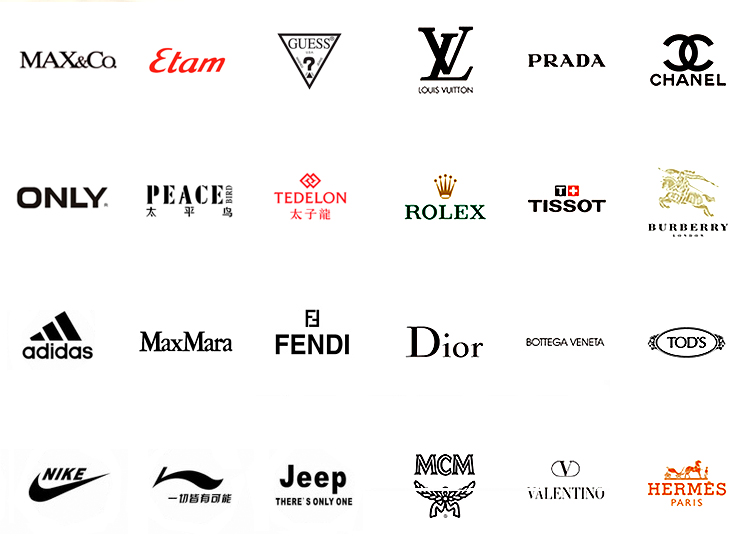 MAX&Co.
Etam
GUESS
?
LOUIS VUITTON
PRADA
CHANEL
ONLY
PEACE BIRD
太平鸟
TEDELON
太子龍
ROLEX
T+
TISSOT
BURBERRY
LONDON
adidas
MaxMara
FENDI
Dior
BOTTEGA VENETA
TOD'S
NIKE
一切皆有可能
Jeep
THERE'S ONLY ONE
MCM
VALENTINO
HERMÈS
PARIS